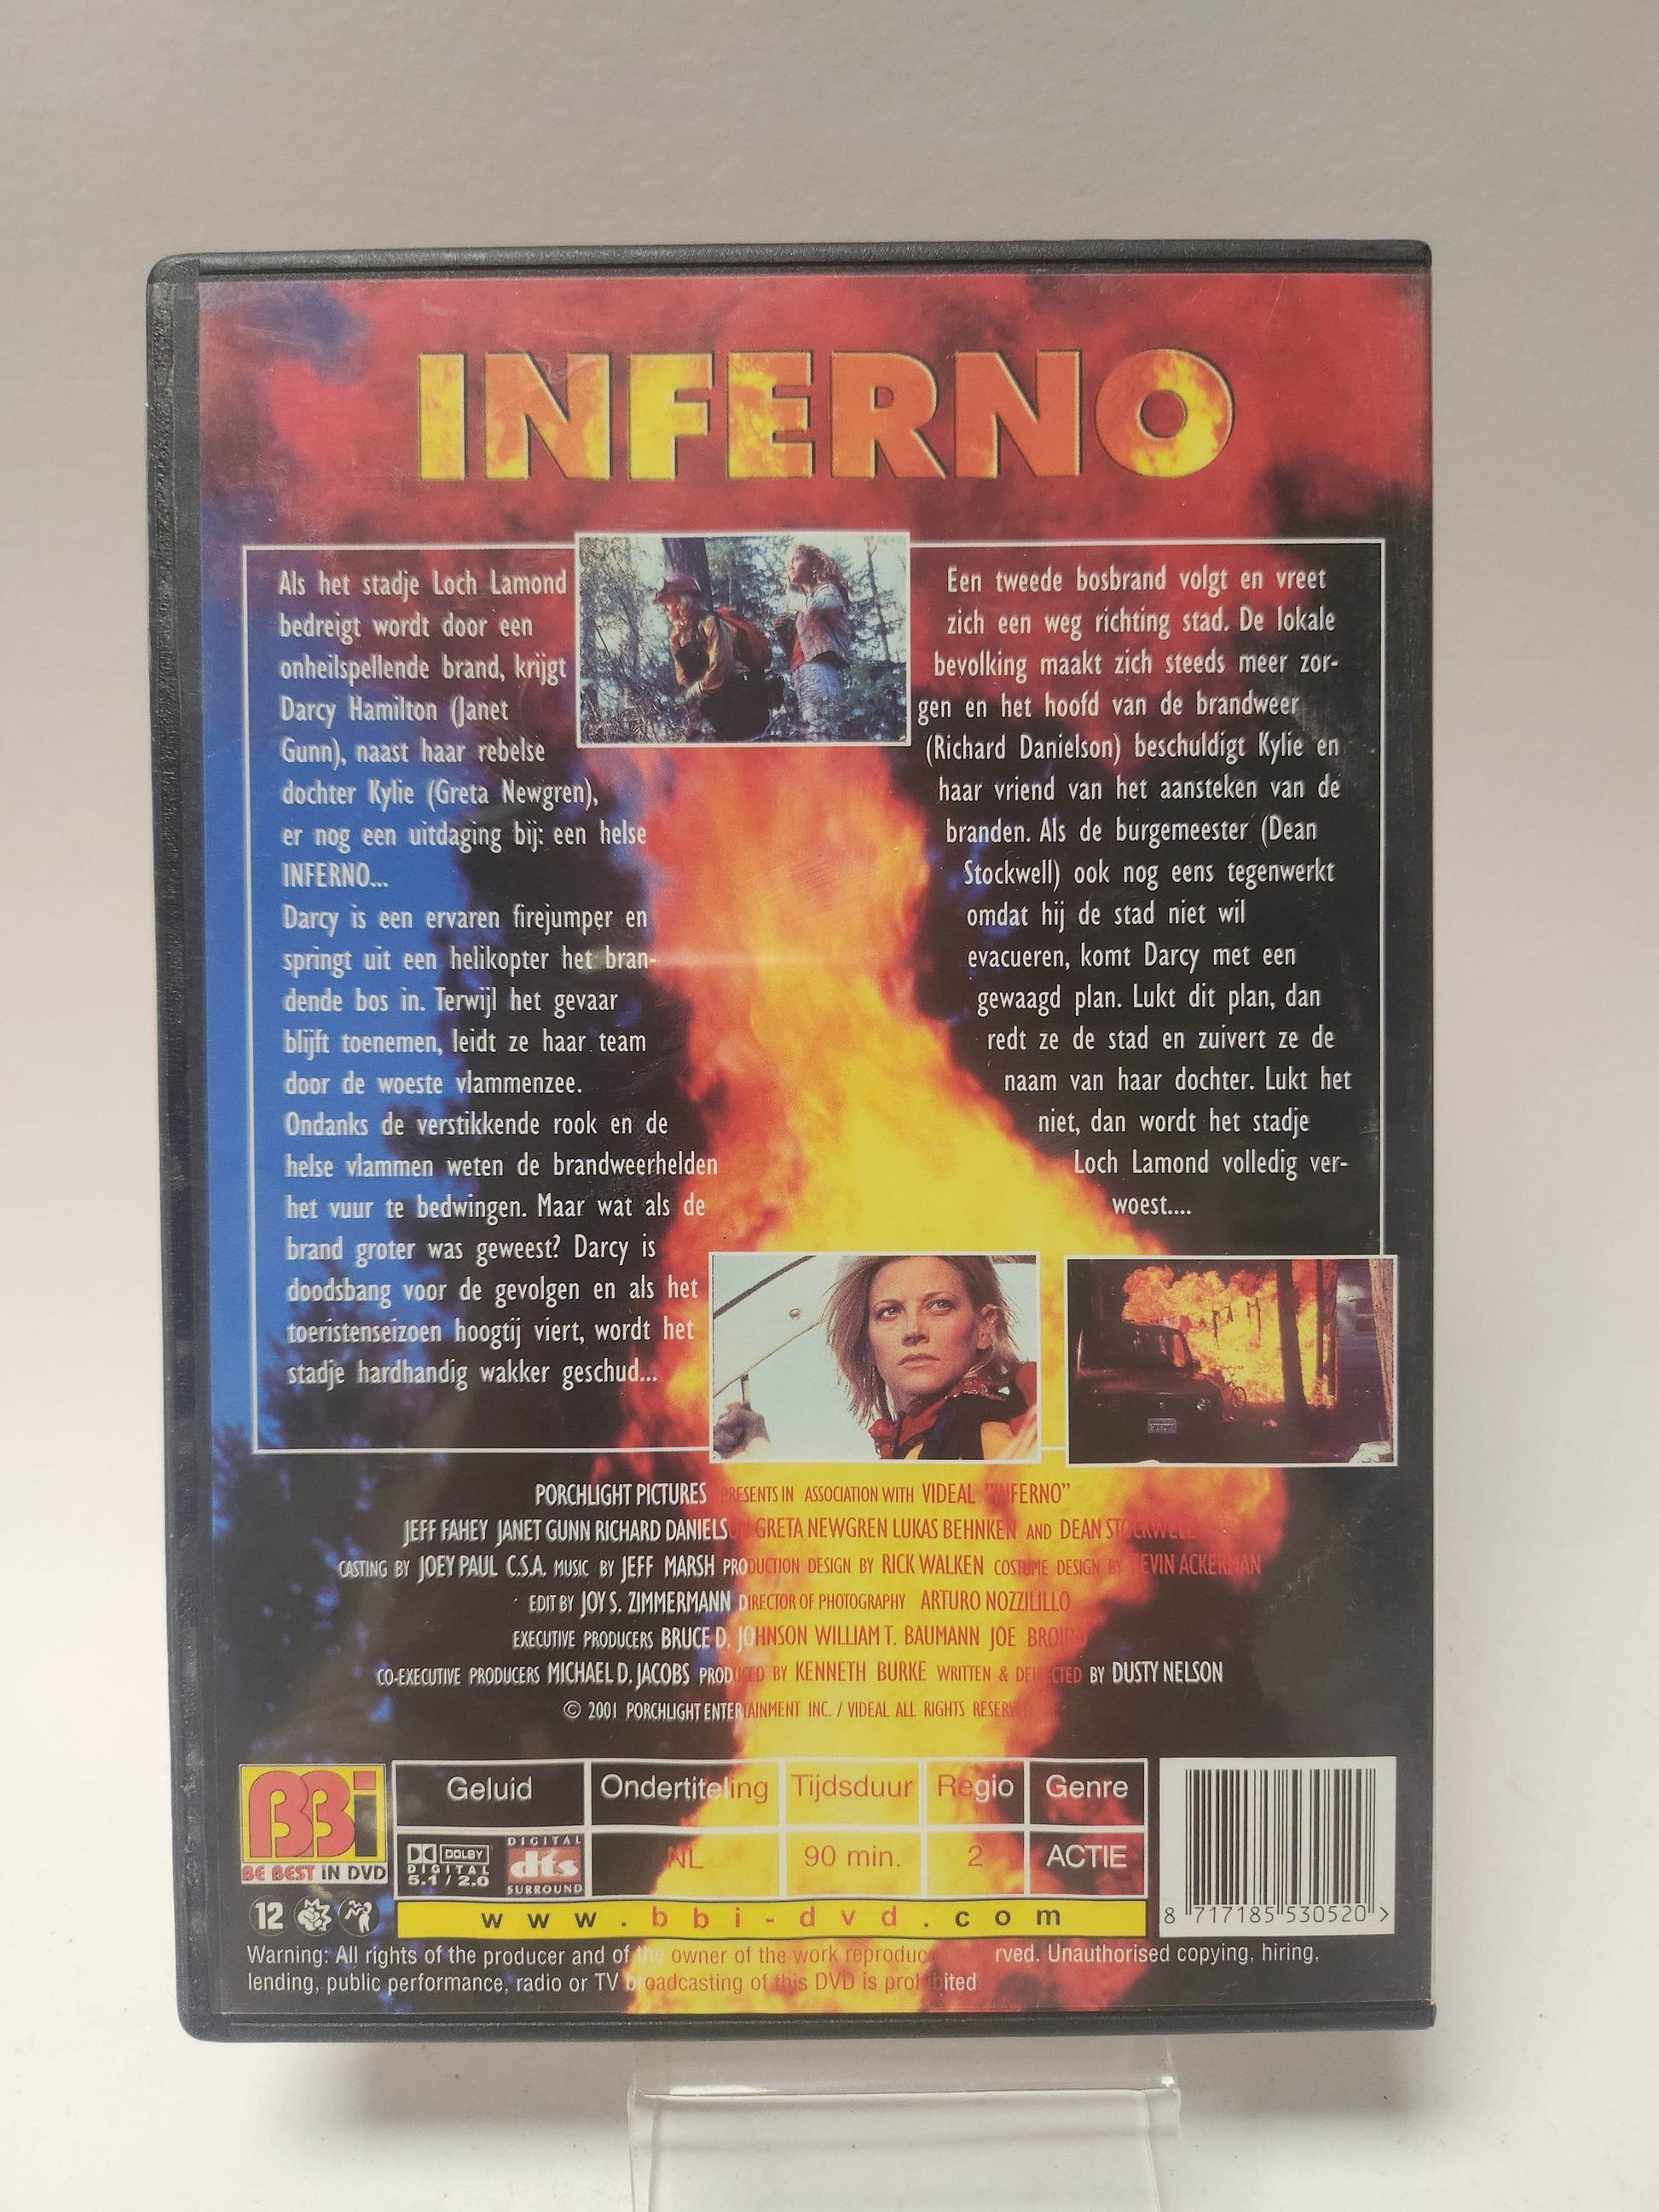 INFERNO
Als het stadje Loch Lamond
bedreigt wordt door een
onheilspellende brand, krijgt
Darcy Hamilton (Janet
Gunn), naast haar rebelse
dochter Kylie (Greta Newgren),
er nog een uitdaging bij: een helse
INFERNO...
Darcy is een ervaren firejumper en
springt uit een helikopter het bran-
dende bos in. Terwijl het gevaar
blijft toenemen, leidt ze haar team
door de woeste vlammenzee.
Ondanks de verstikkende rook en de
helse vlammen weten de brandweerhelden
het vuur te bedwingen. Maar wat als de
brand groter was geweest? Darcy is
doodsbang voor de gevolgen en als het
toeristenseizoen hoogtij viert, wordt het
stadje hardhandig wakker geschud...
Een tweede bosbrand volgt en vreet
zich een weg richting stad. De lokale
bevolking maakt zich steeds meer zor-
gen en het hoofd van de brandweer
(Richard Danielson) beschuldigt Kylie en
haar vriend van het aansteken van de
branden. Als de burgemeester (Dean
Stockwell) ook nog eens tegenwerkt
omdat hij de stad niet wil
evacueren, komt Darcy met een
gewaagd plan. Lukt dit plan, dan
redt ze de stad en zuivert ze de
naam van haar dochter. Lukt het
niet, dan wordt het stadje
Loch Lamond volledig ver-
woest....
PORCHLIGHT PICTURES PRESENTS IN ASSOCIATION WITH VIDEAL "INFERNO"
JEFF FAHEY JANET GUNN RICHARD DANIELSON GRETA NEWGREN LUKAS BEHNKEN AND DEAN STOCKWELL
CASTING BY JOEY PAUL C.S.A. MUSIC BY JEFF MARSH PRODUCTION DESIGN BY RICK WALKEN COSTUME DESIGN BY KEVIN ACKERMAN
EDIT BY JOY S. ZIMMERMANN DIRECTOR OF PHOTOGRAPHY ARTURO NOZZILILLO
EXECUTIVE PRODUCERS BRUCE D. JOHNSON WILLIAM T. BAUMANN JOE
CO-EXECUTIVE PRODUCERS MICHAEL D. JACOBS PRODUCED BY KENNETH BURKE WRITTEN & BY DUSTY NELSON
© 2001 PORCHLIGHT ENTERTAINMENT INC. / VIDEAL ALL RIGHTS RESERVED
BBi
BE BEST IN DVD
Geluid Ondertiteling Tijdsduur Regio Genre
DOLBY
DIGITAL
5.1 / 2.0
DIGITAL
dts
SURROUND
NL 90 min. 2 ACTIE
12
www.bbi-dvd.com
8 717185 530520 >
Warning: All rights of the producer and of the owner of the work rved. Unauthorised copying, hiring,
lending, public performance, radio or TV broadcasting of this DVD is prohibited